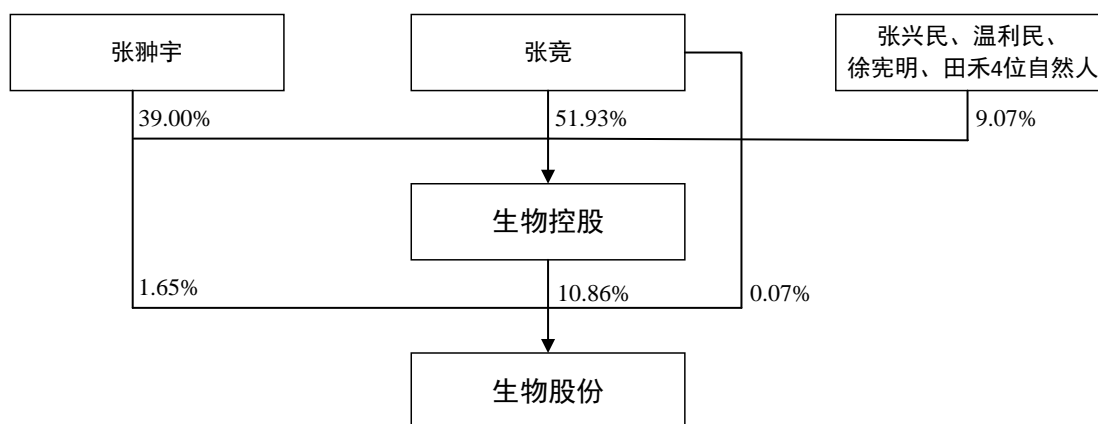 张翀宇
张竞
张兴民、温利民、
徐宪明、田禾4位自然人
39.00%
51.93%
9.07%
生物控股
1.65%
10.86%
0.07%
生物股份